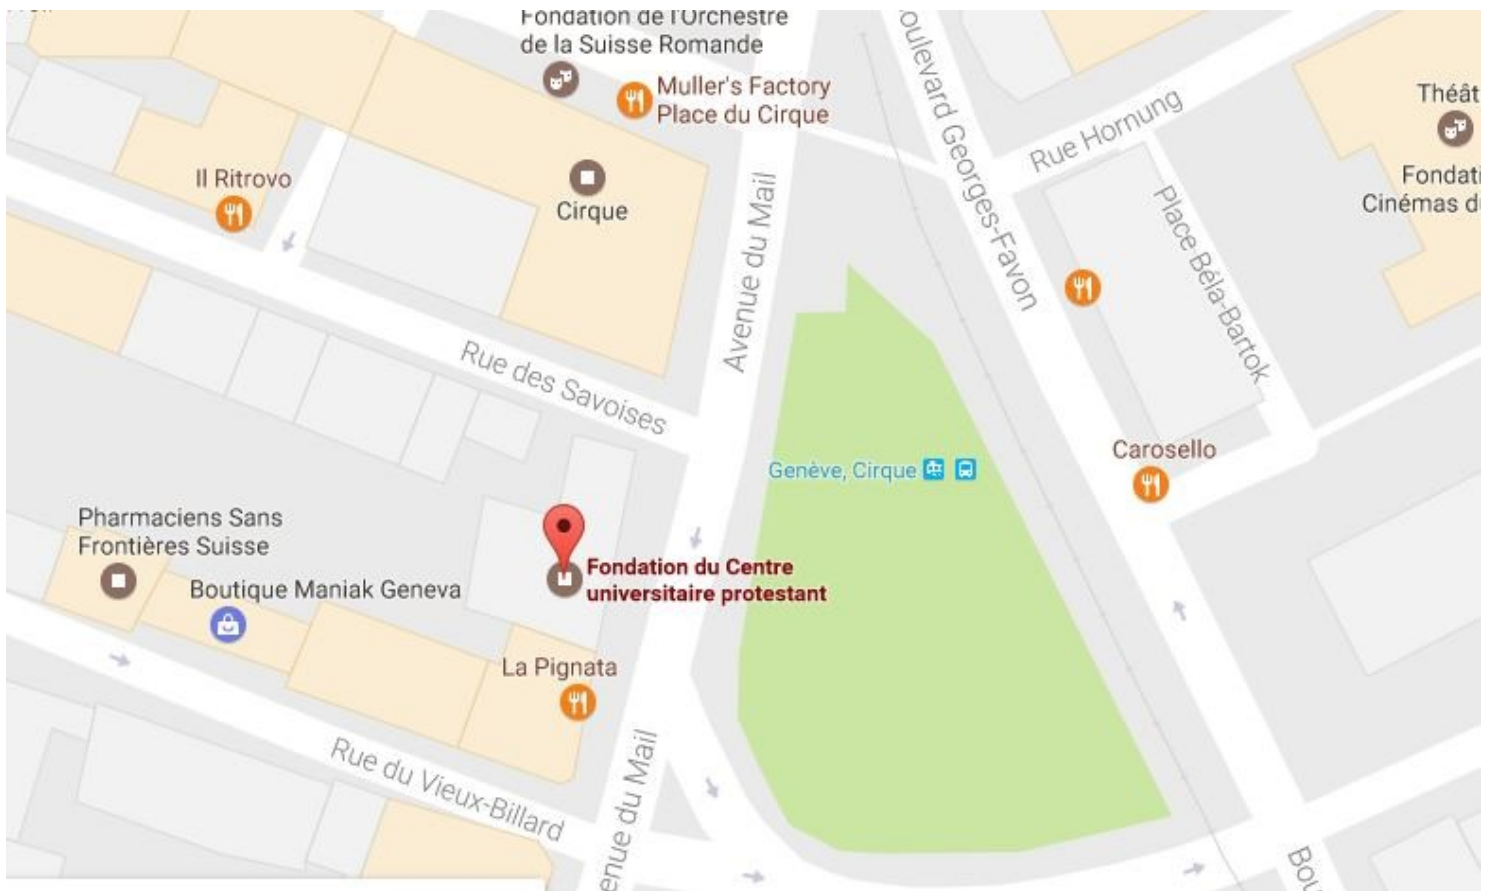 Fondation de l'Orchestre
de la Suisse Romande
Muller's Factory
Place du Cirque
Cirque
Il Ritrovo
Boulevard Georges-Favon
Rue Hornung
Théât
Fondati
Cinémas d
Place Béla-Bartok
Avenue du Mail
Rue des Savoises
Genève, Cirque
Carosello
Pharmaciens Sans
Frontières Suisse
Boutique Maniak Geneva
Fondation du Centre
universitaire protestant
La Pignata
Rue du Vieux-Billard
enue du Mail
Bou